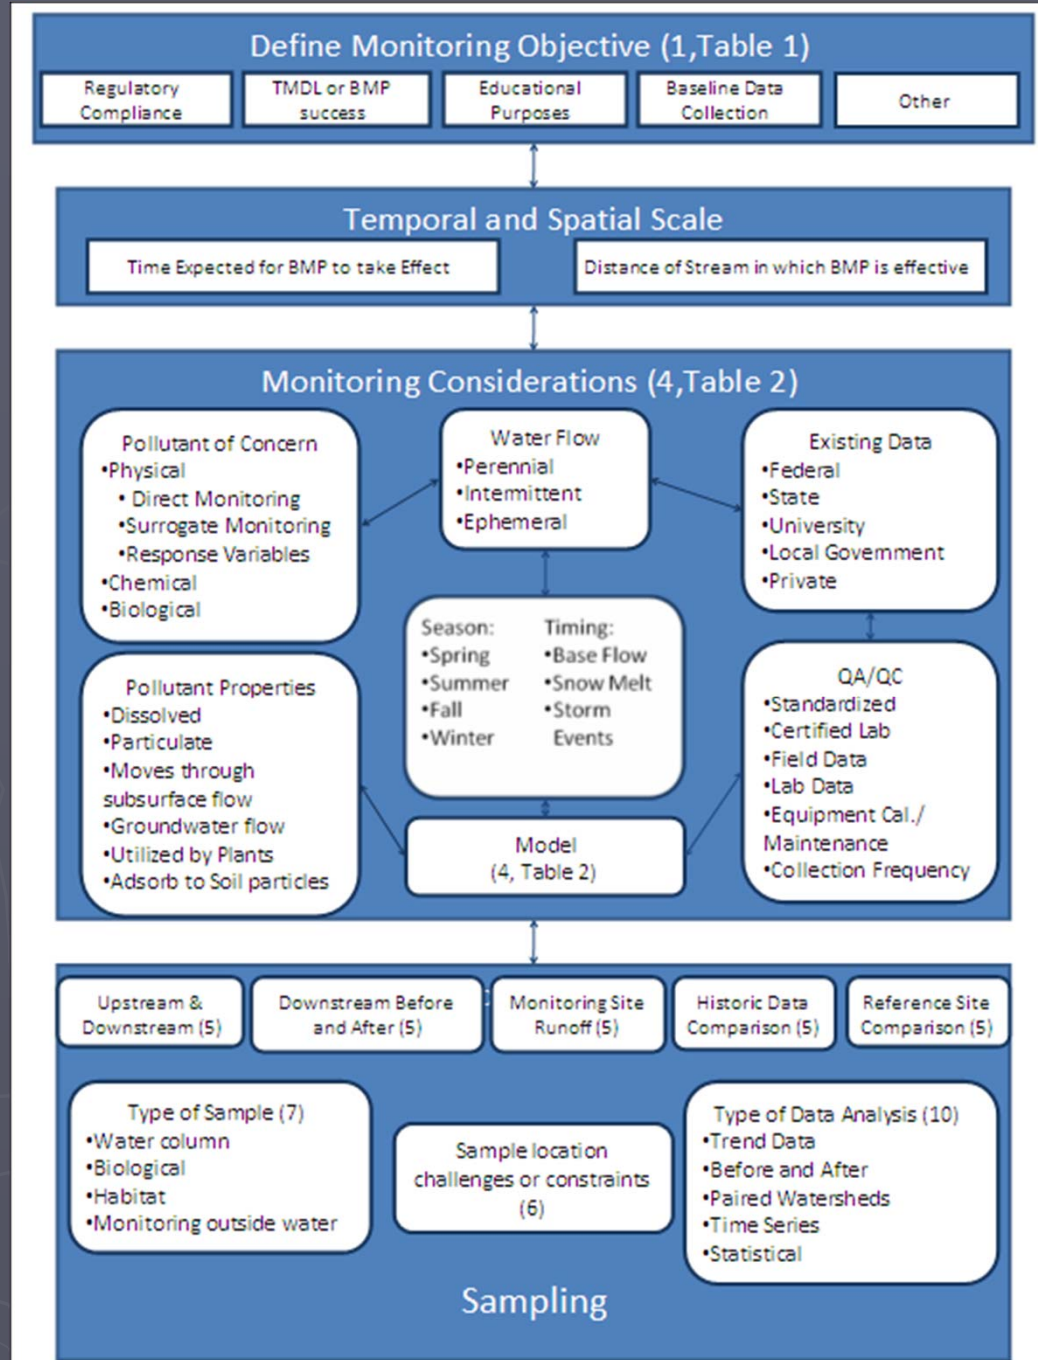 Define Monitoring Objective (1,Table 1)
Regulatory
Compliance
TMDL or BMP
success
Educational
Purposes
Baseline Data
Collection
Other
Temporal and Spatial Scale
Time Expected for BMP to take Effect
Distance of Stream in which BMP is effective
Monitoring Considerations (4,Table 2)
Pollutant of Concern
•Physical
• Direct Monitoring
•Surrogate Monitoring
•Response Variables
•Chemical
•Biological
Water Flow
•Perennial
•Intermittent
•Ephemeral
Existing Data
•Federal
•State
•University
•Local Government
•Private
Season:
•Spring
•Summer
•Fall
•Winter
Timing:
•Base Flow
•Snow Melt
•Storm
Events
Pollutant Properties
•Dissolved
•Particulate
•Moves through
subsurface flow
•Groundwater flow
•Utilized by Plants
•Adsorb to Soil particles
Model
(4, Table 2)
QA/QC
•Standardized
•Certified Lab
•Field Data
•Lab Data
•Equipment Cal./
Maintenance
•Collection Frequency
Upstream &
Downstream (5)
Downstream Before
and After (5)
Monitoring Site
Runoff (5)
Historic Data
Comparison (5)
Reference Site
Comparison (5)
Type of Sample (7)
•Water column
•Biological
•Habitat
•Monitoring outside water
Sample location
challenges or constraints
(6)
Type of Data Analysis (10)
•Trend Data
•Before and After
•Paired Watersheds
•Time Series
•Statistical
Sampling